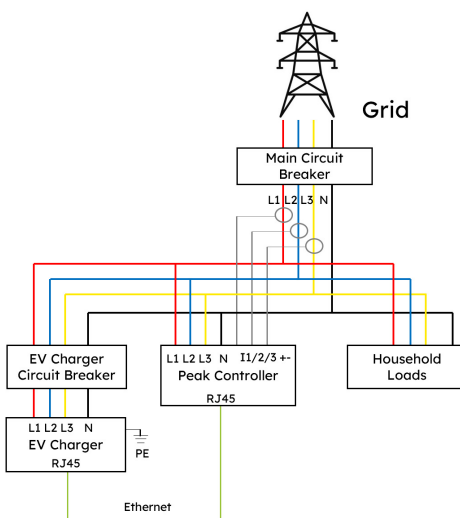 Grid
Main Circuit
Breaker
L1 L2 L3 N
EV Charger
Circuit Breaker
L1 L2 L3 N I1/2/3 +-
Peak Controller
RJ45
Household
Loads
L1 L2 L3 N
EV Charger
RJ45
PE
Ethernet